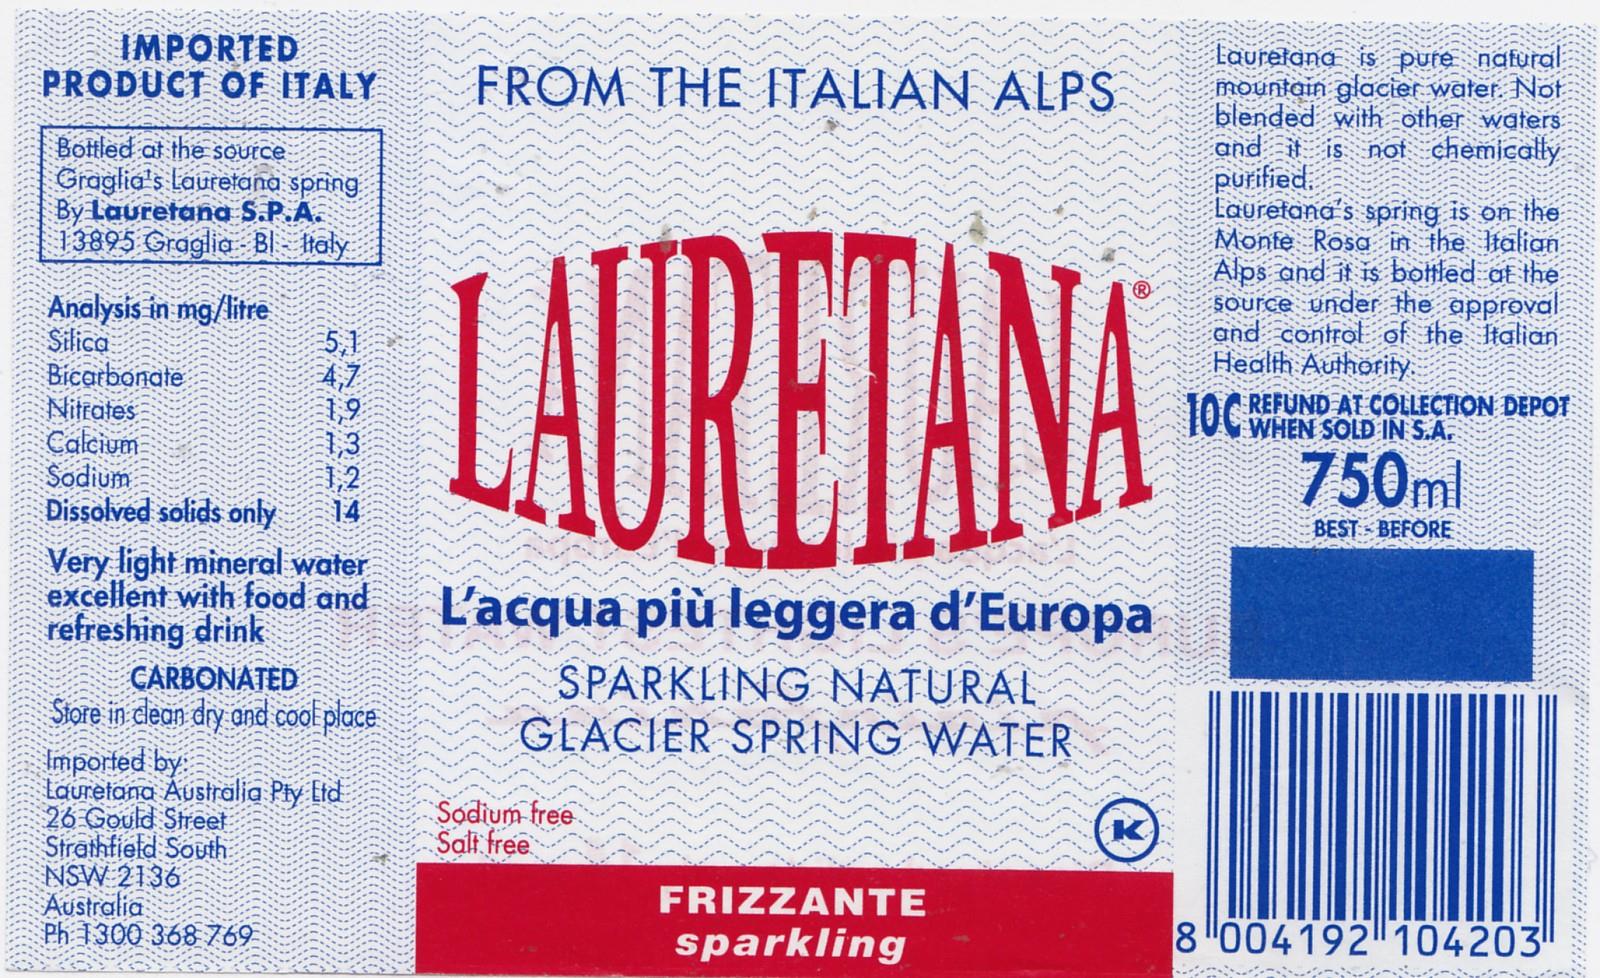 IMPORTED
PRODUCT OF ITALY
Bottled at the source
Graglia's Lauretana spring
By Lauretana S.P.A.
13895 Graglia - BI - Italy
Analysis in mg/litre
Silica 5,1
Bicarbonate 4,7
Nitrates 1,9
Calcium 1,3
Sodium 1,2
Dissolved solids only 14
Very light mineral water
excellent with food and
refreshing drink
CARBONATED
Store in clean dry and cool place
Imported by:
Lauretana Australia Pty Ltd
26 Gould Street
Strathfield South
NSW 2136
Australia
Ph 1300 368 769
FROM THE ITALIAN ALPS
LAURETANA®
L'acqua più leggera d'Europa
SPARKLING NATURAL
GLACIER SPRING WATER
Sodium free
Salt free
K
FRIZZANTE
sparkling
Lauretana is pure natural
mountain glacier water. Not
blended with other waters
and it is not chemically
purified.
Lauretana's spring is on the
Monte Rosa in the Italian
Alps and it is bottled at the
source under the approval
and control of the Italian
Health Authority.
10C REFUND AT COLLECTION DEPOT
WHEN SOLD IN S.A.
750ml
BEST - BEFORE
8 004192 104203